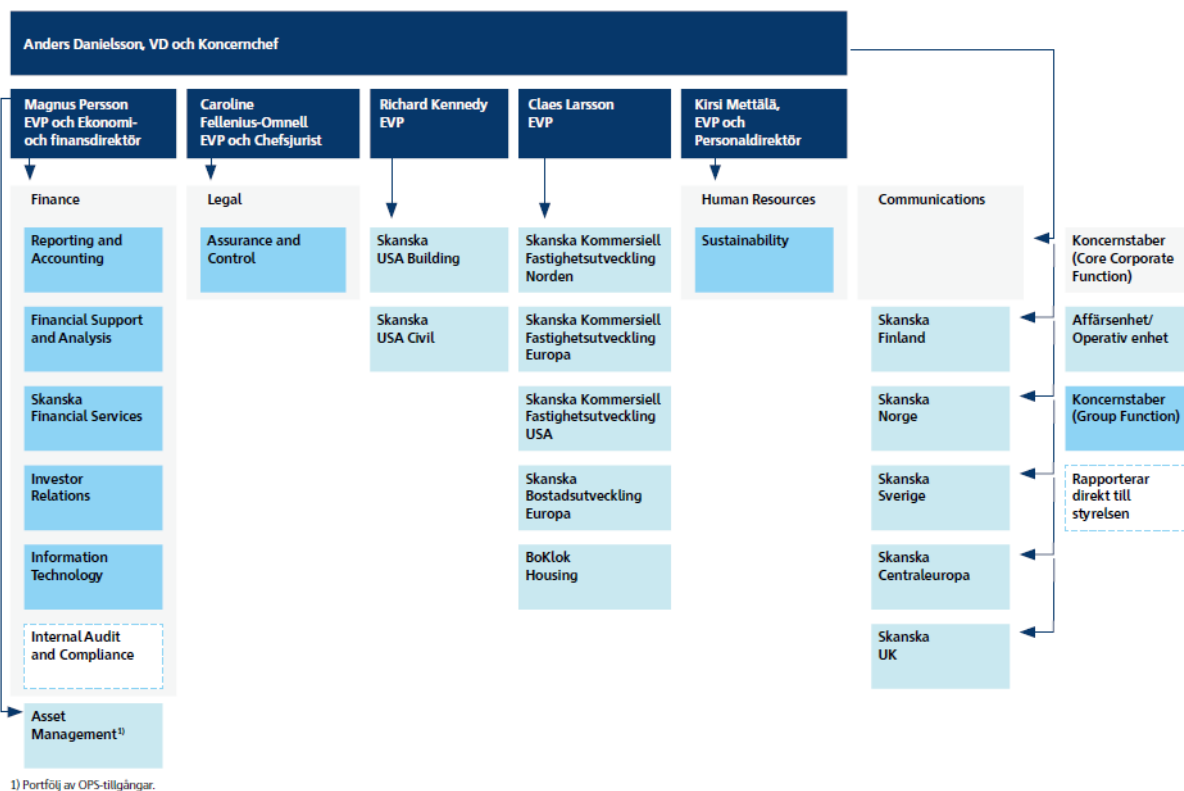 Anders Danielsson, VD och Koncernchef
Magnus Persson
EVP och Ekonomi-
och finansdirektör
Caroline
Fellenius-Omnell
EVP och Chefsjurist
Richard Kennedy
EVP
Claes Larsson
EVP
Kirsi Mettälä,
EVP och
Personaldirektör
Finance
Reporting and
Accounting
Financial Support
and Analysis
Skanska
Financial Services
Investor
Relations
Information
Technology
Internal Audit
and Compliance
Asset
Management¹⁾
Legal
Assurance and
Control
Skanska
USA Building
Skanska
USA Civil
Skanska Kommersiell
Fastighetsutveckling
Norden
Skanska Kommersiell
Fastighetsutveckling
Europa
Skanska Kommersiell
Fastighetsutveckling
USA
Skanska
Bostadsutveckling
Europa
BoKlok
Housing
Human Resources
Sustainability
Communications
Skanska
Finland
Skanska
Norge
Skanska
Sverige
Skanska
Centraleuropa
Skanska
UK
Koncernstaber
(Core Corporate
Function)
Affärsenhet/
Operativ enhet
Koncernstaber
(Group Function)
Rapporterar
direkt till
styrelsen
1) Portfölj av OPS-tillgångar.